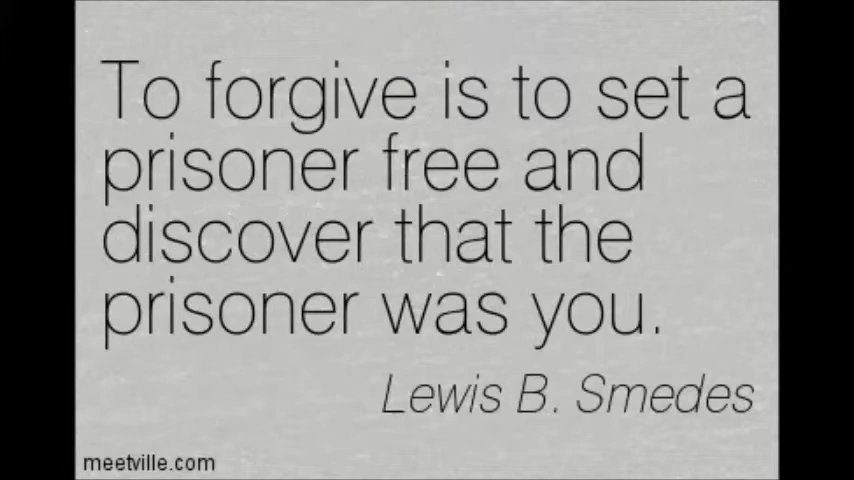 To forgive is to set a
prisoner free and
discover that the
prisoner was you.
Lewis B. Smedes
meetville.com